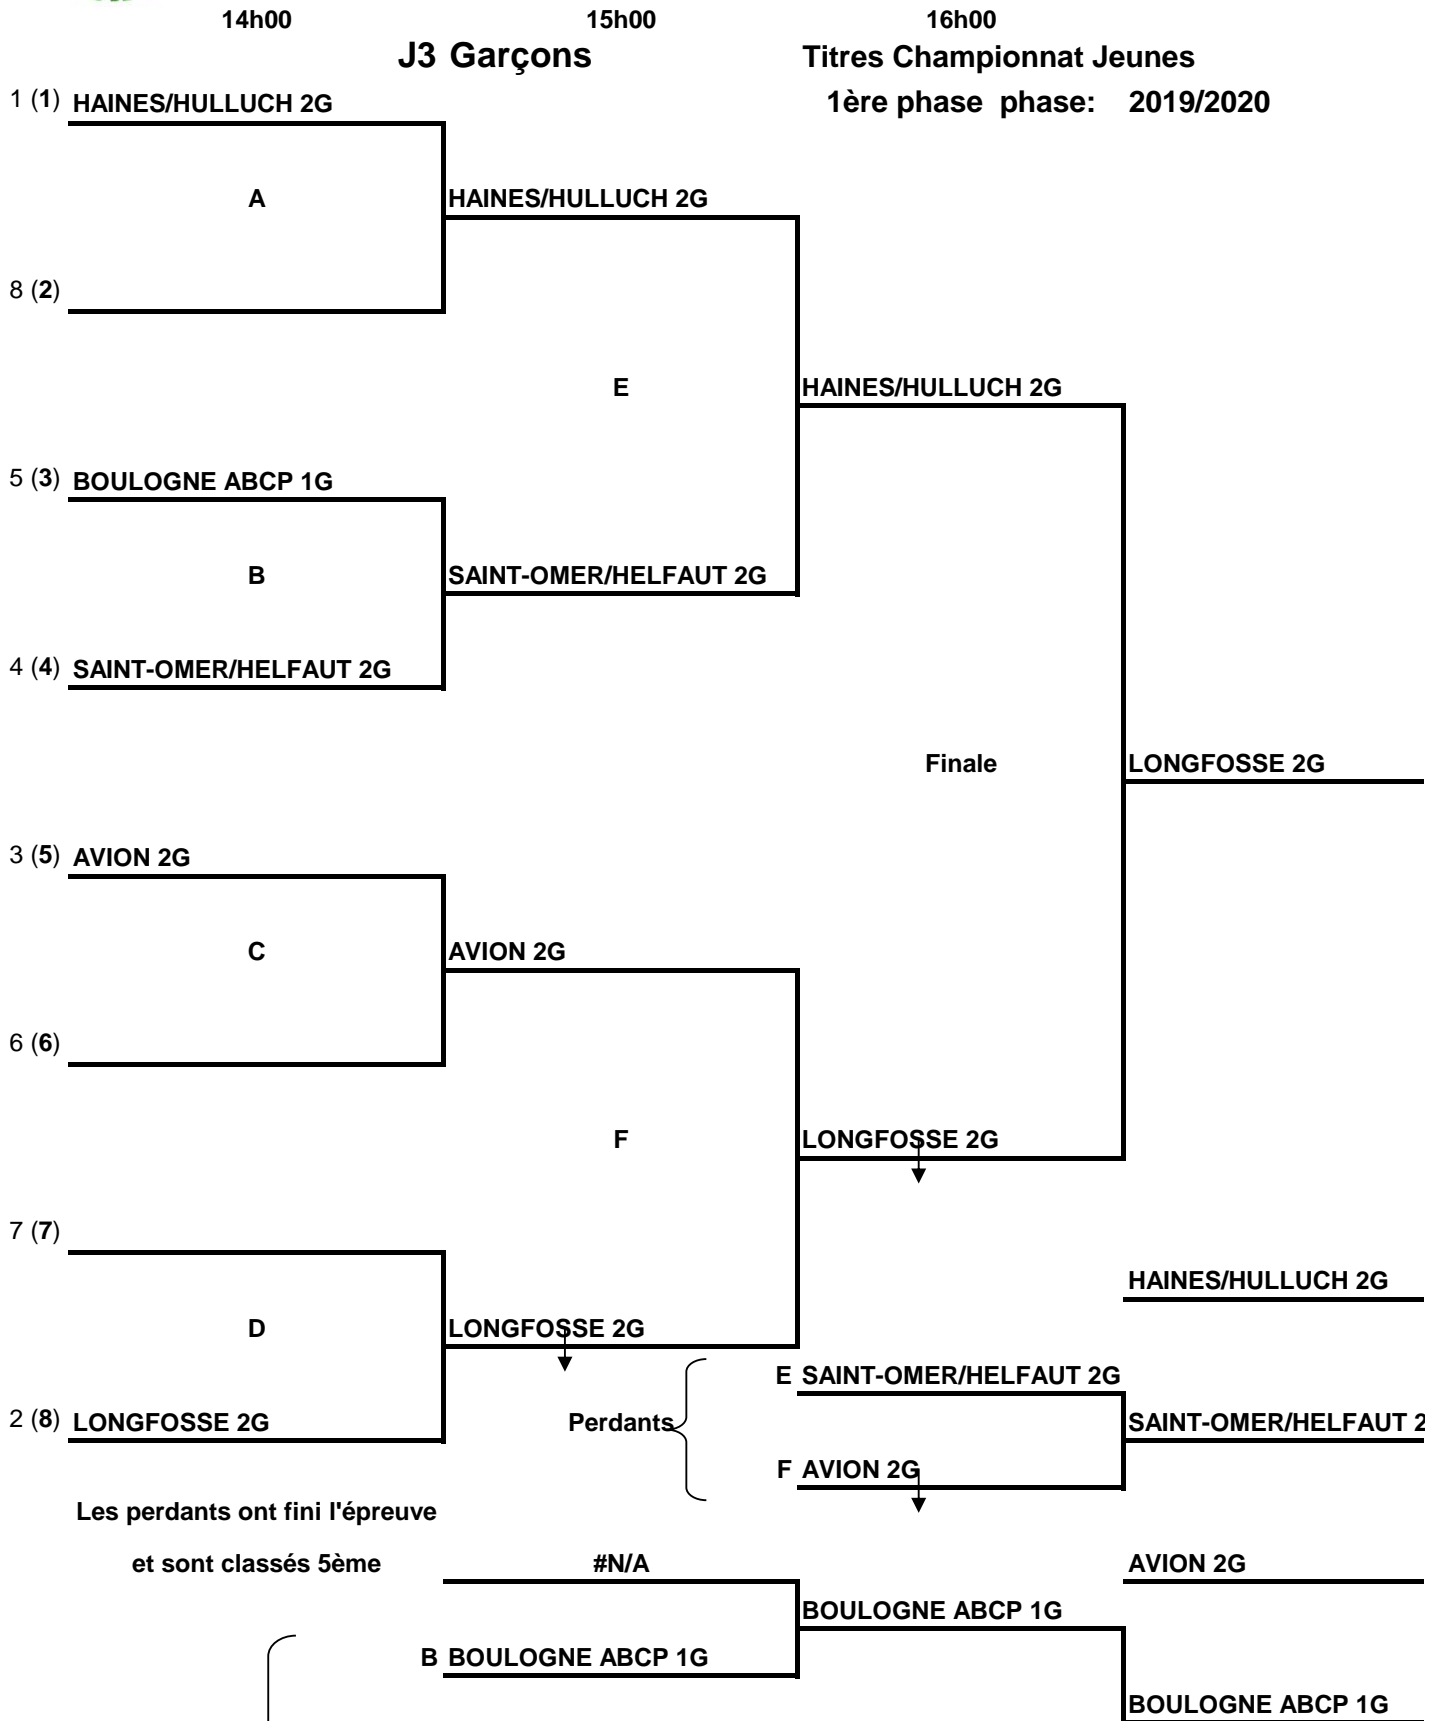 14h00 15h00 16h00
J3 Garçons Titres Championnat Jeunes
1 (1) HAINES/HULLUCH 2G 1ère phase phase: 2019/2020
A HAINES/HULLUCH 2G
8 (2)
E HAINES/HULLUCH 2G
5 (3) BOULOGNE ABCP 1G
B SAINT-OMER/HELFAUT 2G
4 (4) SAINT-OMER/HELFAUT 2G
Finale LONGFOSSE 2G
3 (5) AVION 2G
C AVION 2G
6 (6)
F LONGFOSSE 2G
7 (7)
HAINES/HULLUCH 2G
D LONGFOSSE 2G
E SAINT-OMER/HELFAUT 2G
2 (8) LONGFOSSE 2G Perdants SAINT-OMER/HELFAUT 2
F AVION 2G
Les perdants ont fini l'épreuve
et sont classés 5ème #N/A AVION 2G
BOULOGNE ABCP 1G
B BOULOGNE ABCP 1G
BOULOGNE ABCP 1G